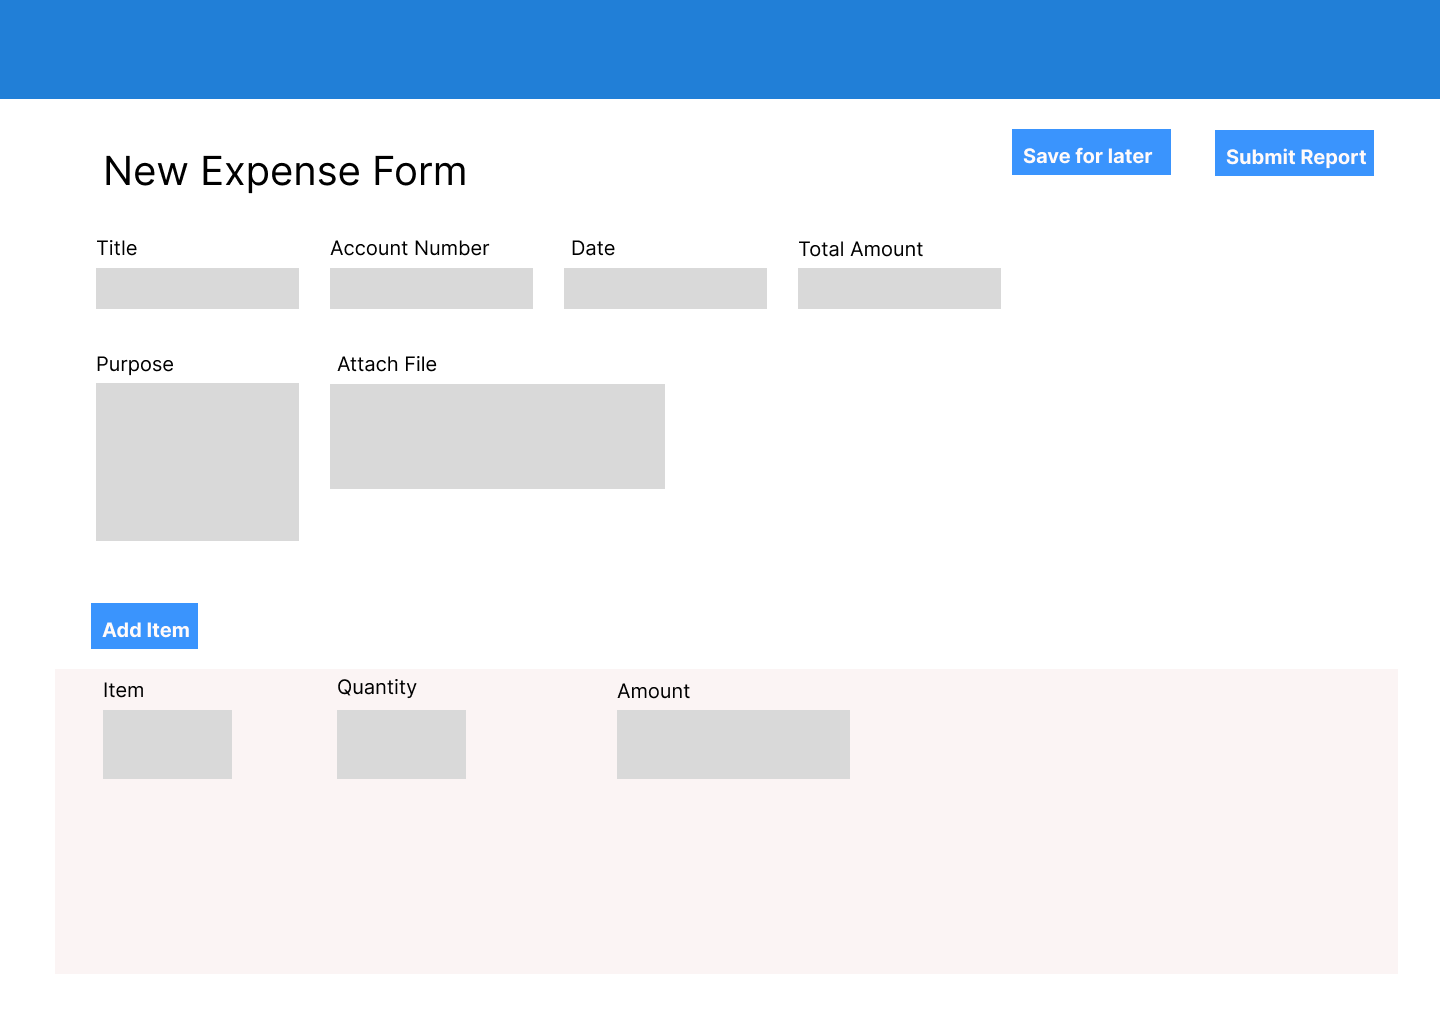 New Expense Form
Save for later
Submit Report
Title
Account Number
Date
Total Amount
Purpose
Attach File
Add Item
Item
Quantity
Amount